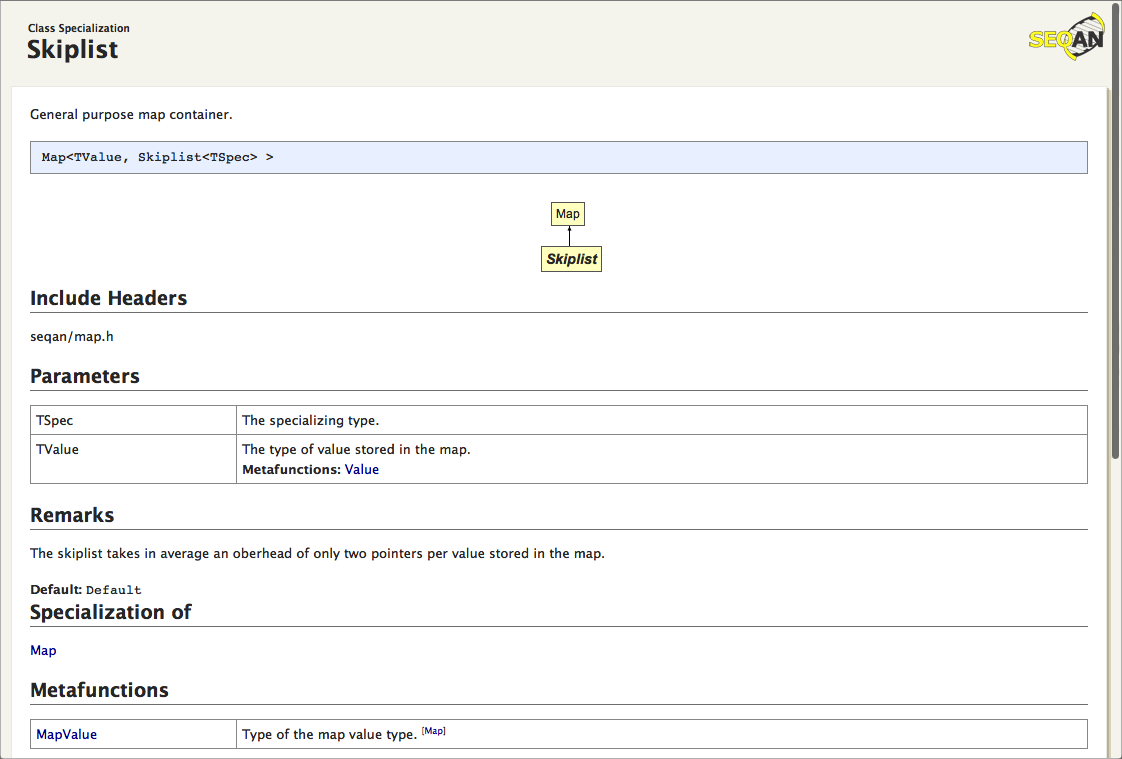 Class Specialization
Skiplist
SEQAN
General purpose map container.
Map<TValue, Skiplist<TSpec> >
Map
Skiplist
Include Headers
seqan/map.h
Parameters
TSpec The specializing type.
TValue The type of value stored in the map.
Metafunctions: Value
Remarks
The skiplist takes in average an oberhead of only two pointers per value stored in the map.
Default: Default
Specialization of
Map
Metafunctions
MapValue Type of the map value type. [Map]